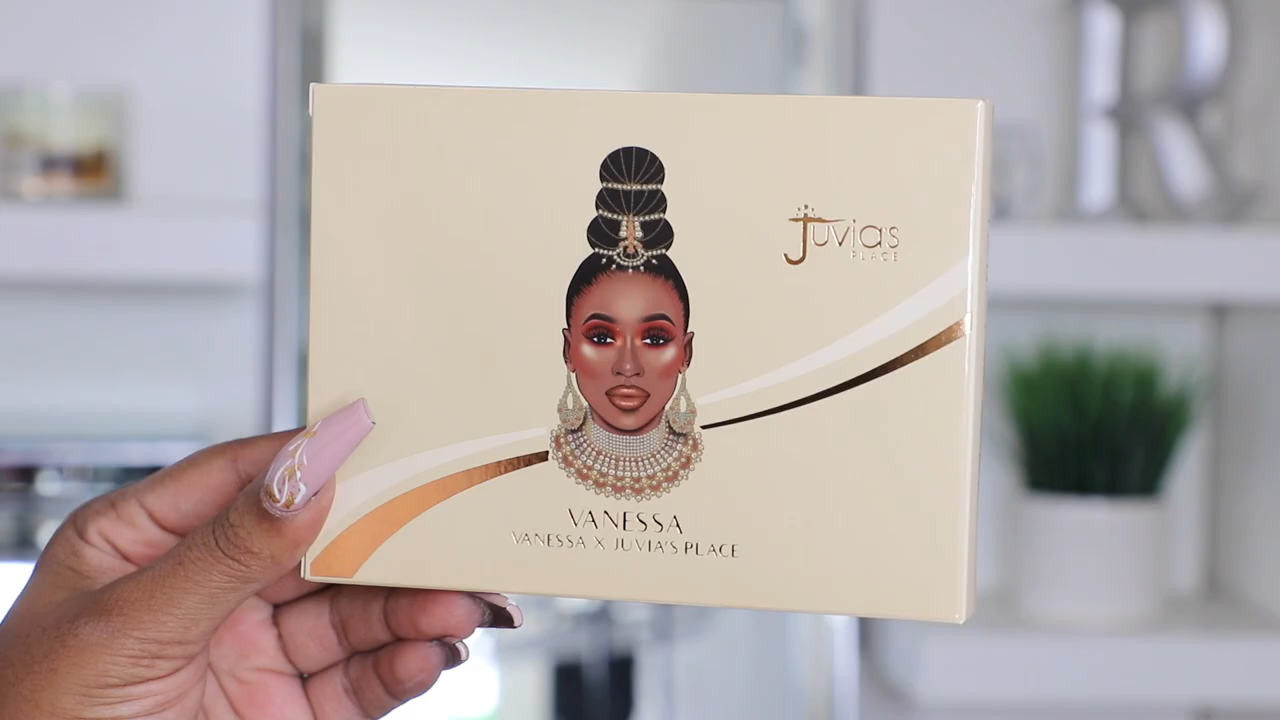 Juvia's
PLACE
VANESSA
VANESSA X JUVIA'S PLACE
R